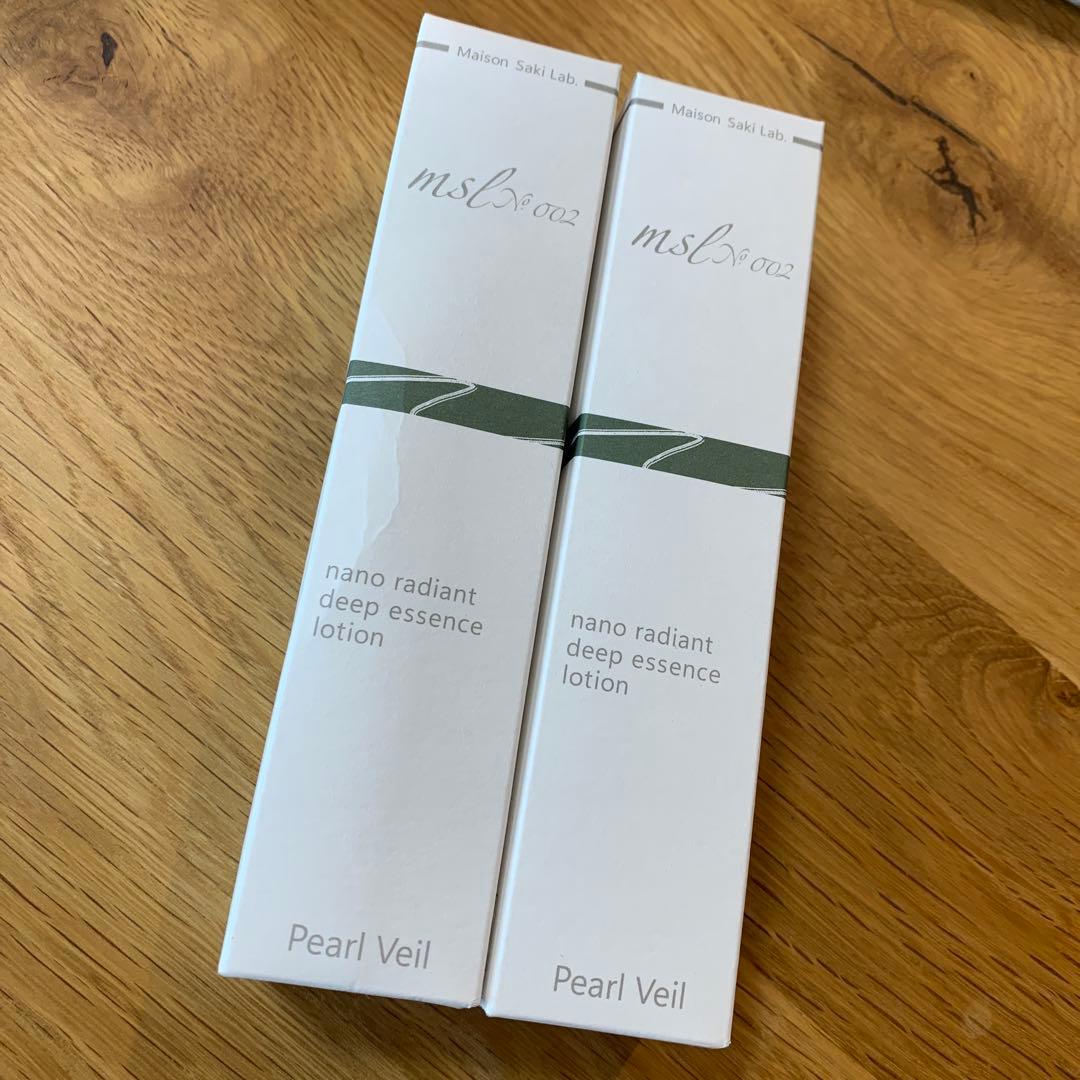 Maison Saki Lab.
msl № 002
nano radiant
deep essence
lotion
Pearl Veil
Maison Saki Lab.
msl № 002
nano radiant
deep essence
lotion
Pearl Veil